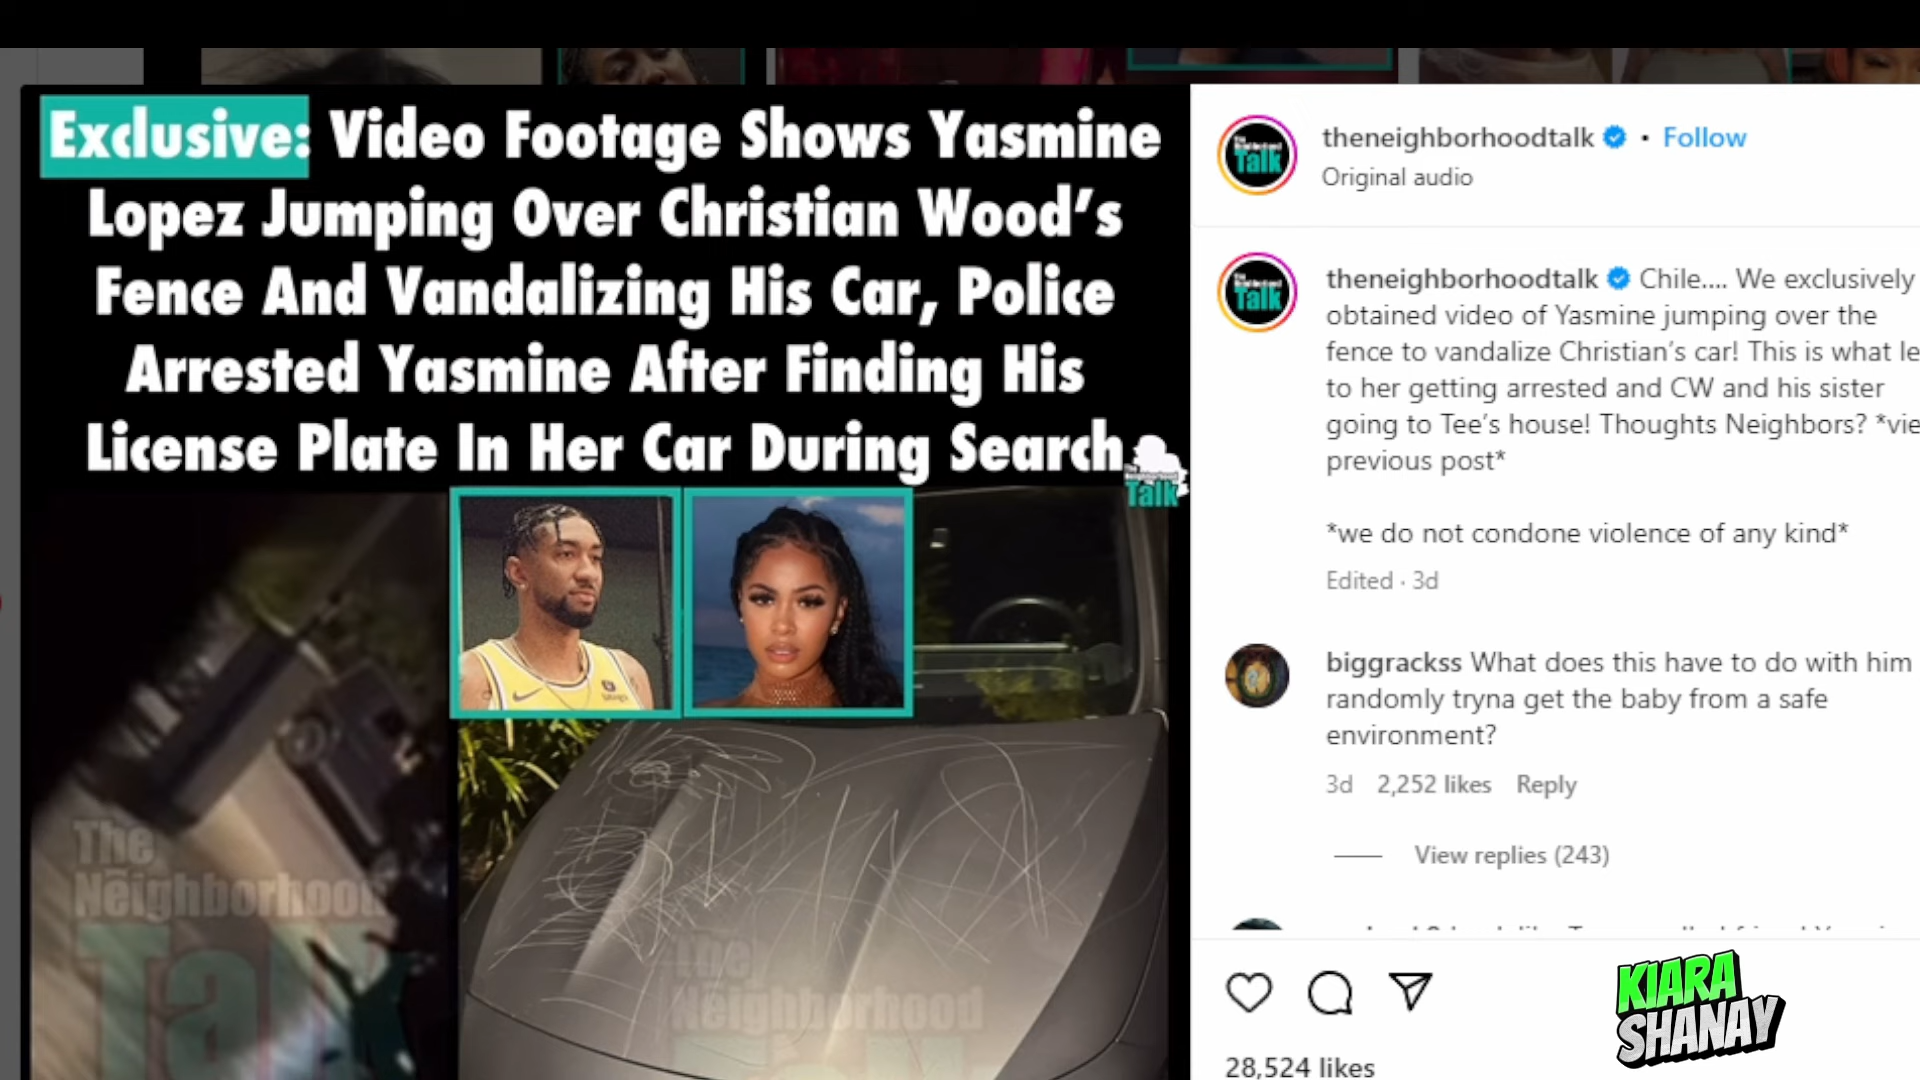 Exclusive: Video Footage Shows Yasmine
Lopez Jumping Over Christian Wood's
Fence And Vandalizing His Car, Police
Arrested Yasmine After Finding His
License Plate In Her Car During Search
The
Neighborhood
Talk
The
Neighborhood
Talk
The
Neighborhood
theneighborhoodtalk • Follow
Original audio
theneighborhoodtalk Chile.... We exclusively
obtained video of Yasmine jumping over the
fence to vandalize Christian's car! This is what le
to her getting arrested and CW and his sister
going to Tee's house! Thoughts Neighbors? *vie
previous post*
*we do not condone violence of any kind*
Edited · 3d
biggrackss What does this have to do with him
randomly tryna get the baby from a safe
environment?
3d 2,252 likes Reply
View replies (243)
28,524 likes
KIARA
SHANAY